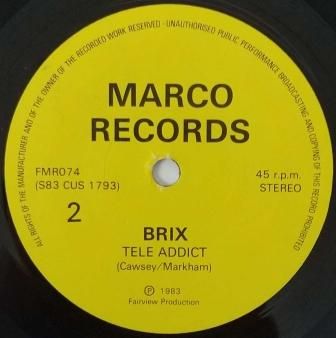 ALL RIGHTS OF THE MANUFACTURER AND OF THE OWNER OF THE RECORDED WORK RESERVED · UNAUTHORISED PUBLIC PERFORMANCE BROADCASTING AND COPYING OF THIS RECORD PROHIBITED
MARCO
RECORDS
FMR074
(S83 CUS 1793)
45 r.p.m.
STEREO
2
BRIX
TELE ADDICT
(Cawsey/Markham)
Ⓟ 1983
Fairview Production